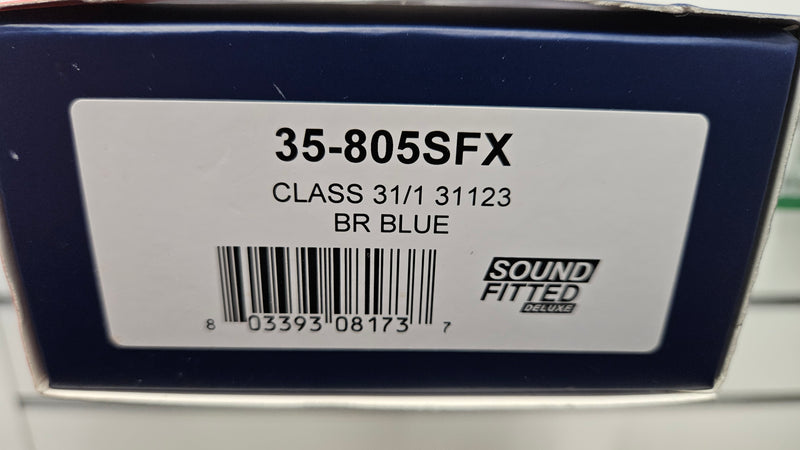 35-805SFX
CLASS 31/1 31123
BR BLUE
SOUND
FITTED
DELUXE
8 03393 08173 7